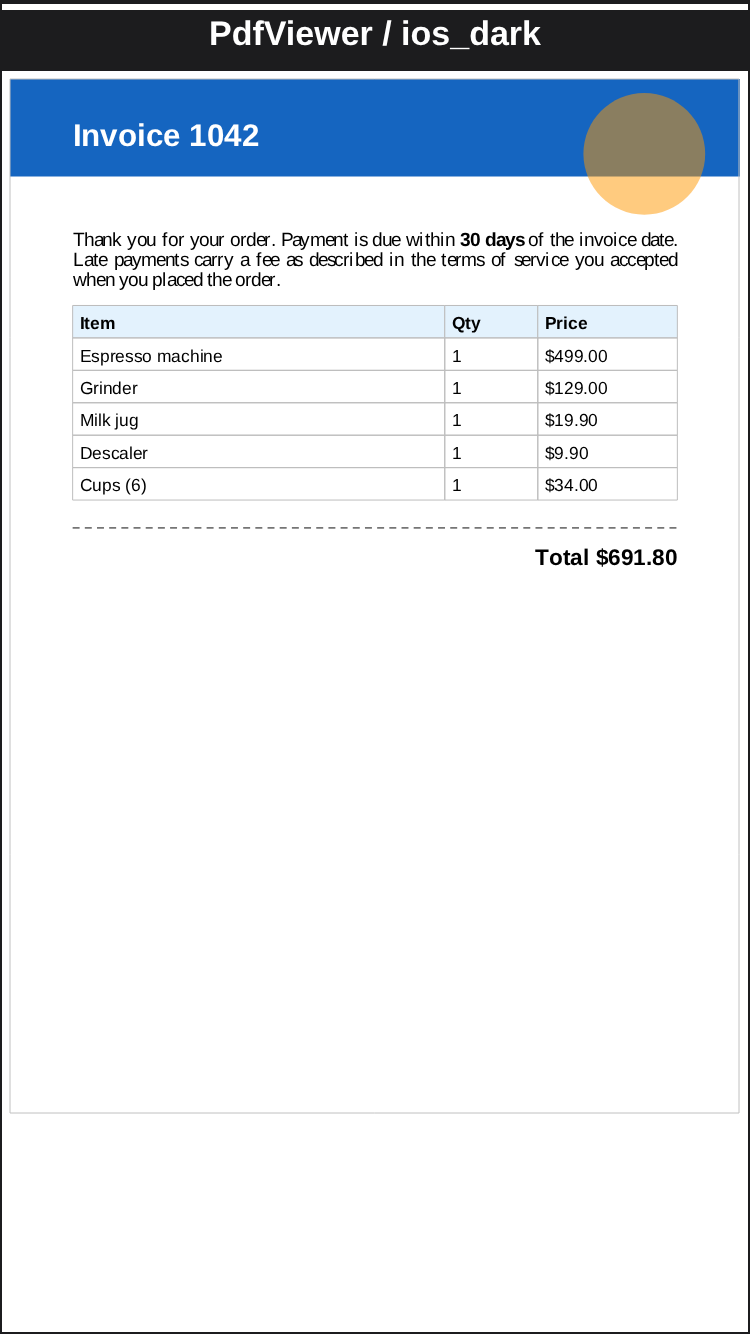 PdfViewer / ios_dark
Invoice 1042
Thank you for your order. Payment is due within 30 days of the invoice date.
Late payments carry a fee as described in the terms of service you accepted
when you placed the order.
Item Qty Price
Espresso machine 1 $499.00
Grinder 1 $129.00
Milk jug 1 $19.90
Descaler 1 $9.90
Cups (6) 1 $34.00
Total $691.80